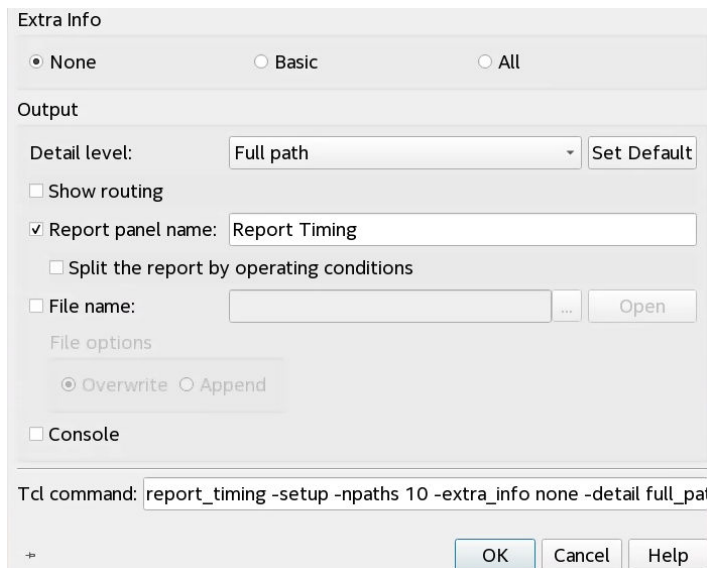 Extra Info
None Basic All
Output
Detail level: Full path Set Default
Show routing
Report panel name: Report Timing
Split the report by operating conditions
File name: ... Open
File options
Overwrite Append
Console
Tcl command: report_timing -setup -npaths 10 -extra_info none -detail full_pat
OK Cancel Help